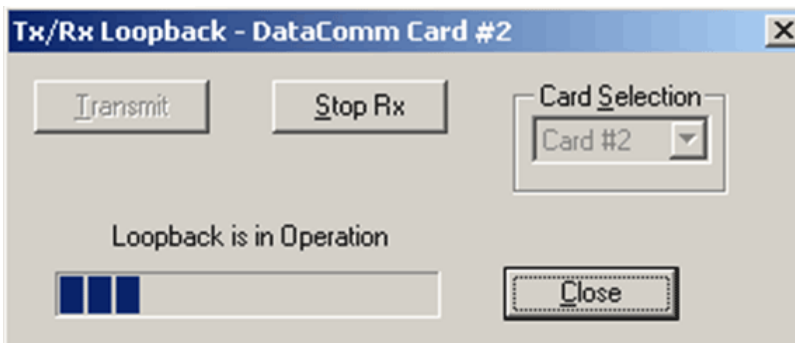 Tx/Rx Loopback - DataComm Card #2
Transmit
Stop Rx
Card Selection
Card #2
Loopback is in Operation
Close